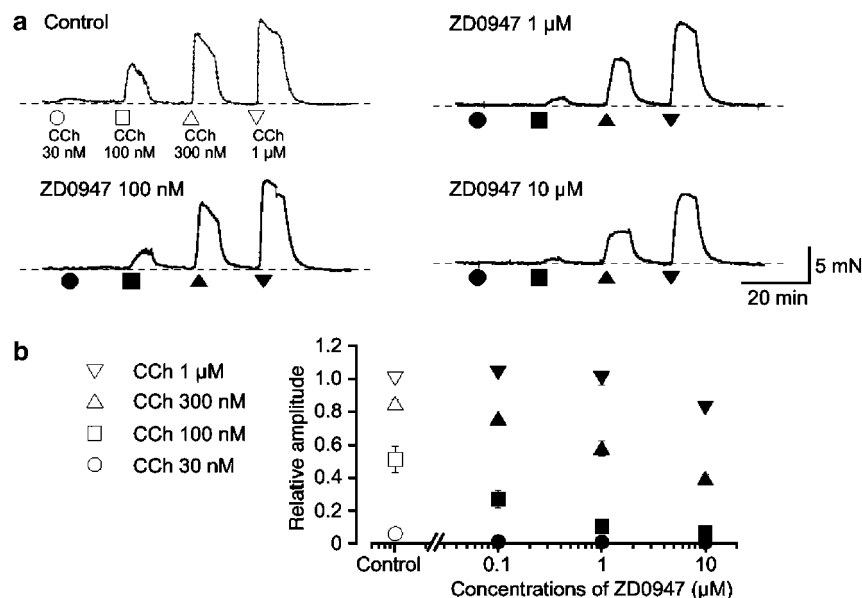 a
Control
CCh 30 nM
CCh 100 nM
CCh 300 nM
CCh 1 µM
ZD0947 1 µM
ZD0947 100 nM
ZD0947 10 µM
5 mN
20 min
b
CCh 1 µM
CCh 300 nM
CCh 100 nM
CCh 30 nM
Relative amplitude
1.2
1.0
0.8
0.6
0.4
0.2
0
Control
0.1
1
10
Concentrations of ZD0947 (µM)